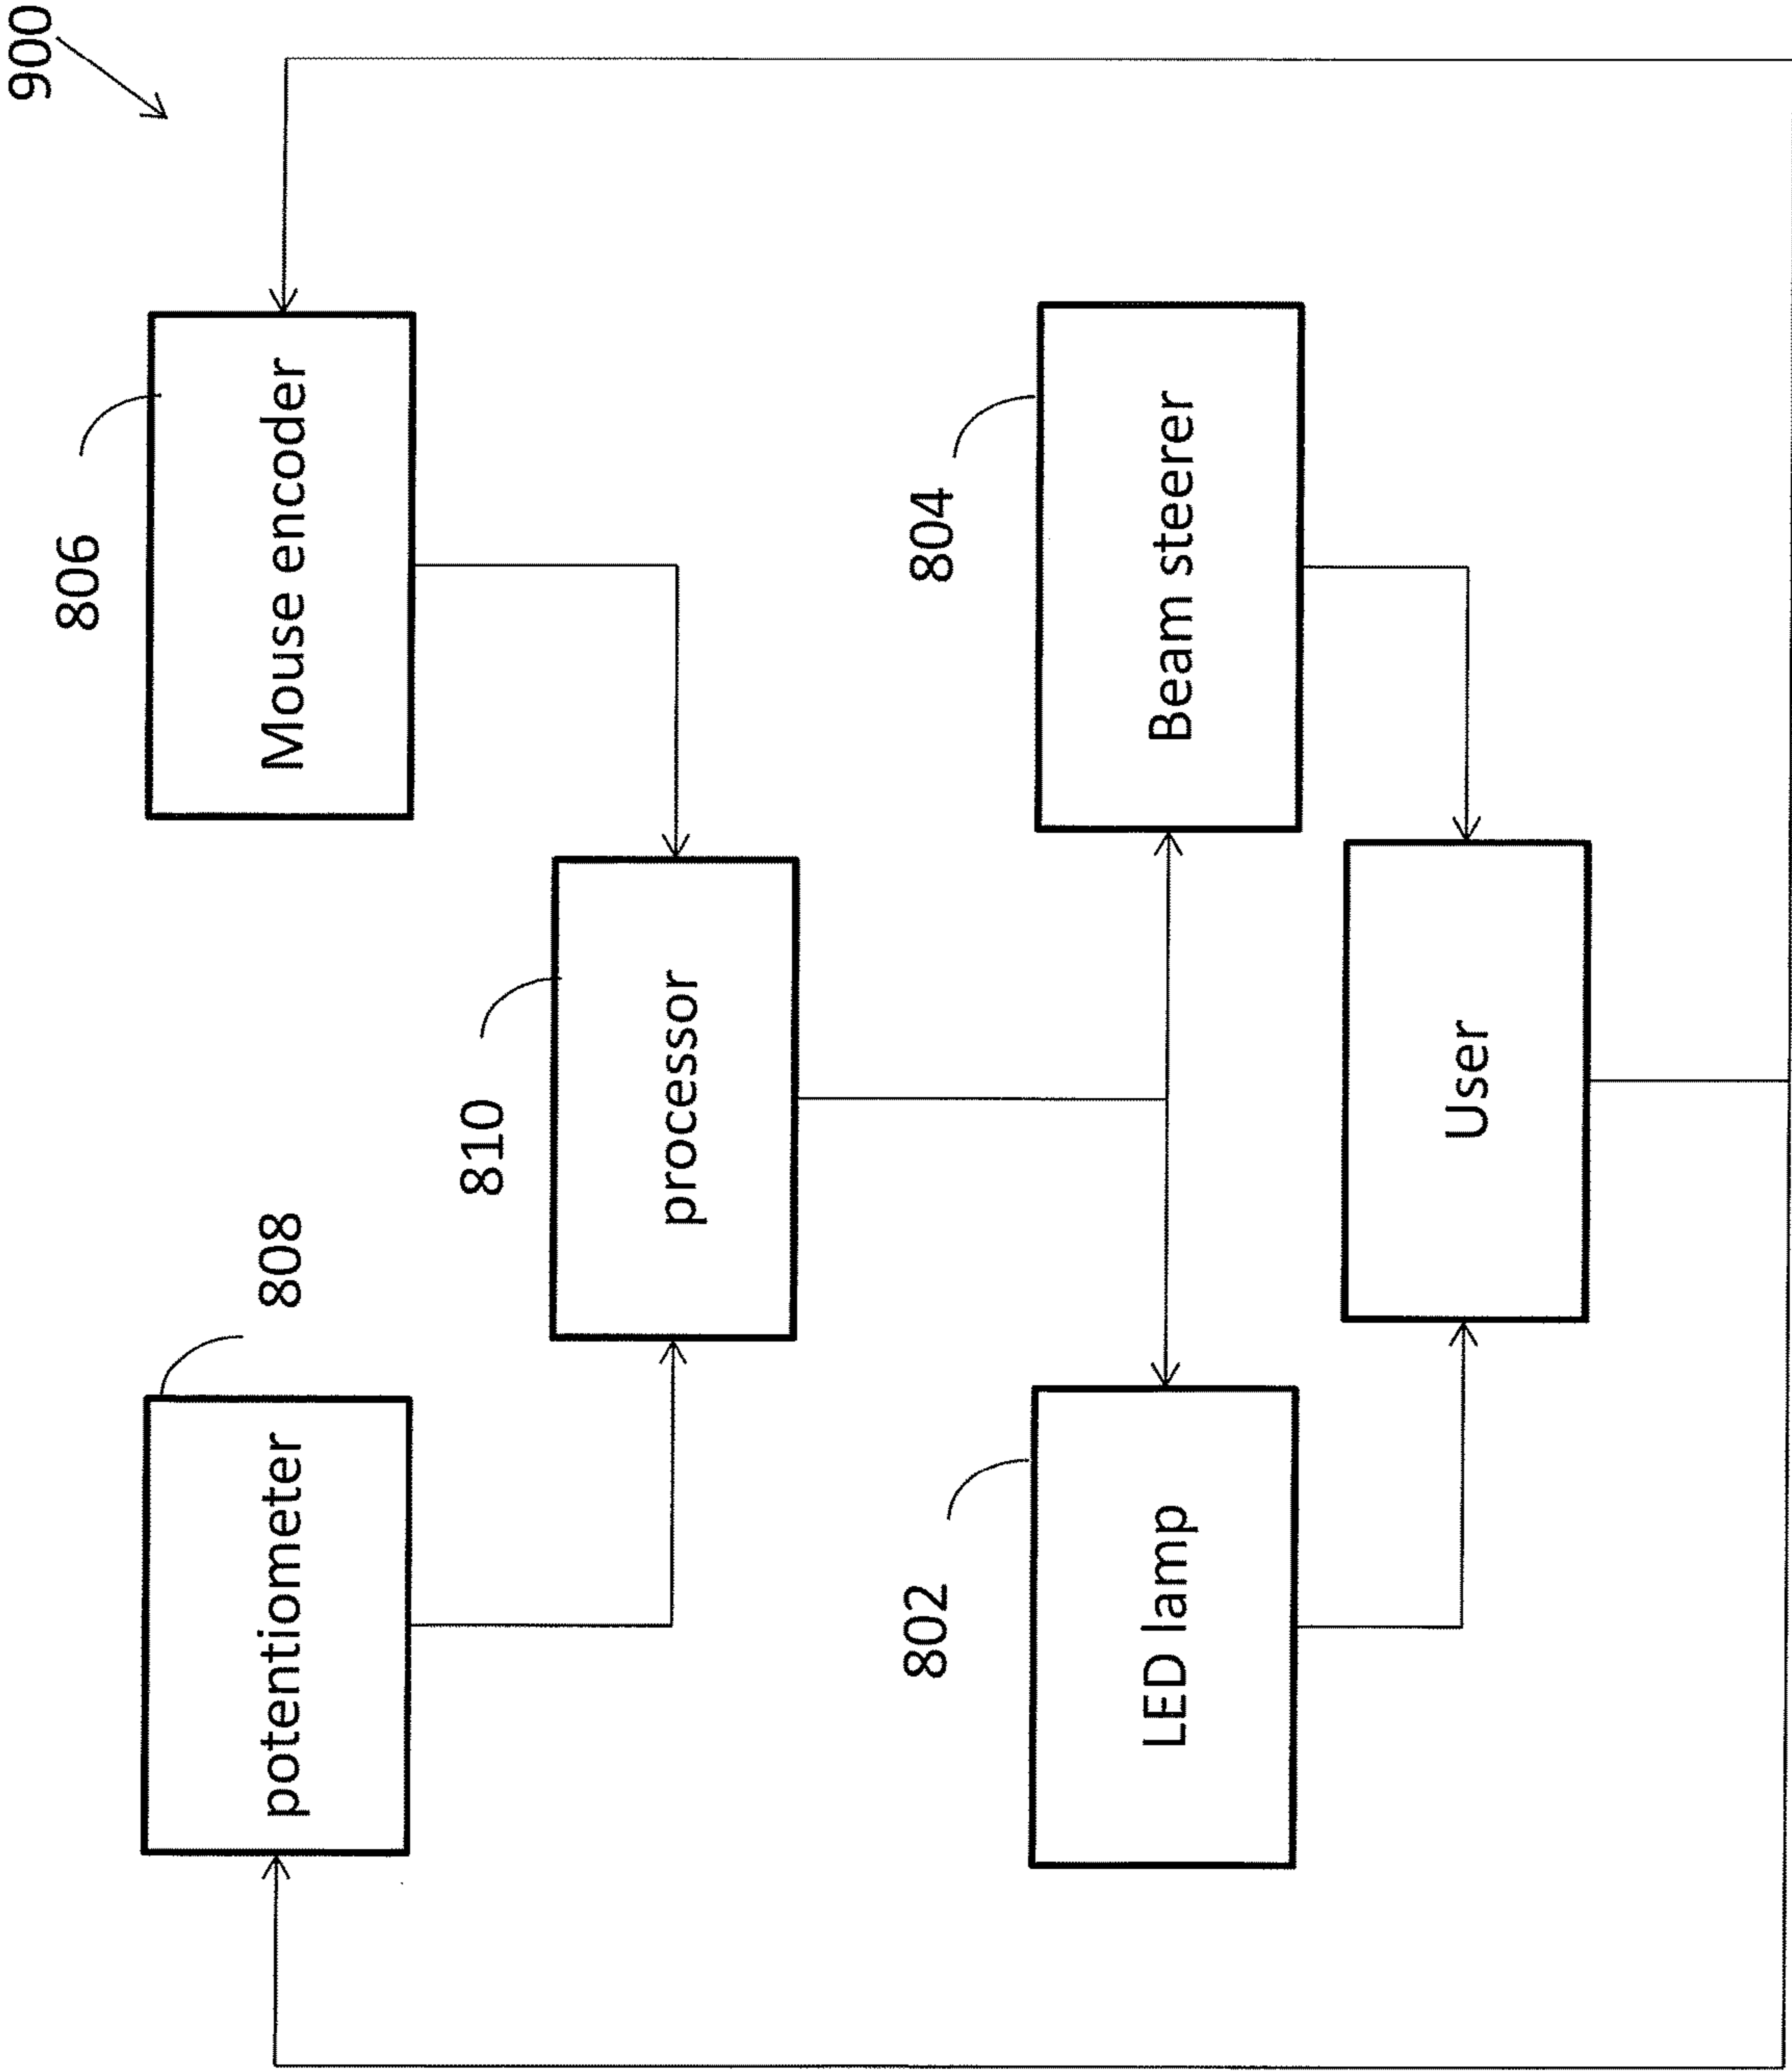 900
806
Mouse encoder
808
potentiometer
810
processor
804
Beam steerer
802
LED lamp
User